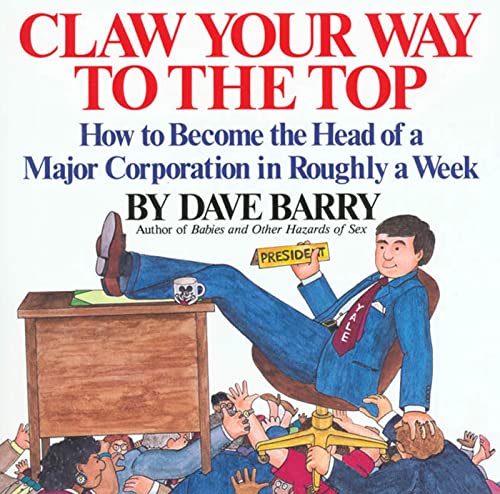 CLAW YOUR WAY
TO THE TOP
How to Become the Head of a
Major Corporation in Roughly a Week
BY DAVE BARRY
Author of Babies and Other Hazards of Sex
PRESIDENT
YALE